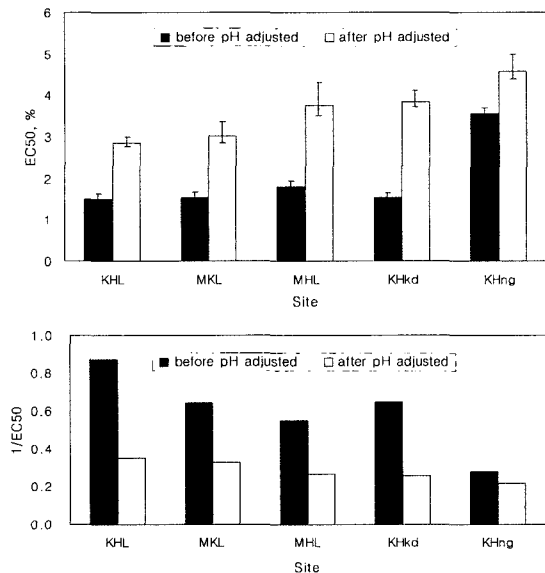 6
5
4
3
2
1
0
EC50, %
before pH adjusted
after pH adjusted
KHL
MKL
MHL
KHkd
KHng
Site
1.0
0.8
0.6
0.4
0.2
0.0
1/EC50
before pH adjusted
after pH adjusted
KHL
MKL
MHL
KHkd
KHng
Site